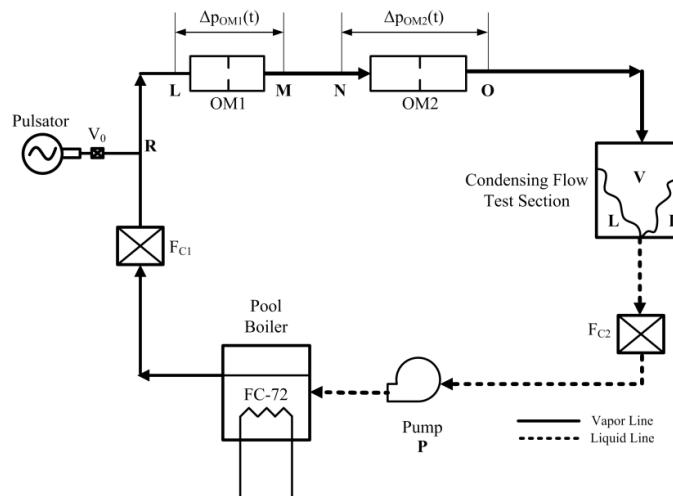 Δp_OM1(t) Δp_OM2(t)
L M N O
OM1 OM2
Pulsator
V₀
R
Condensing Flow
Test Section
V
L L
F_C1
F_C2
Pool
Boiler
FC-72
Pump
P
Vapor Line
Liquid Line